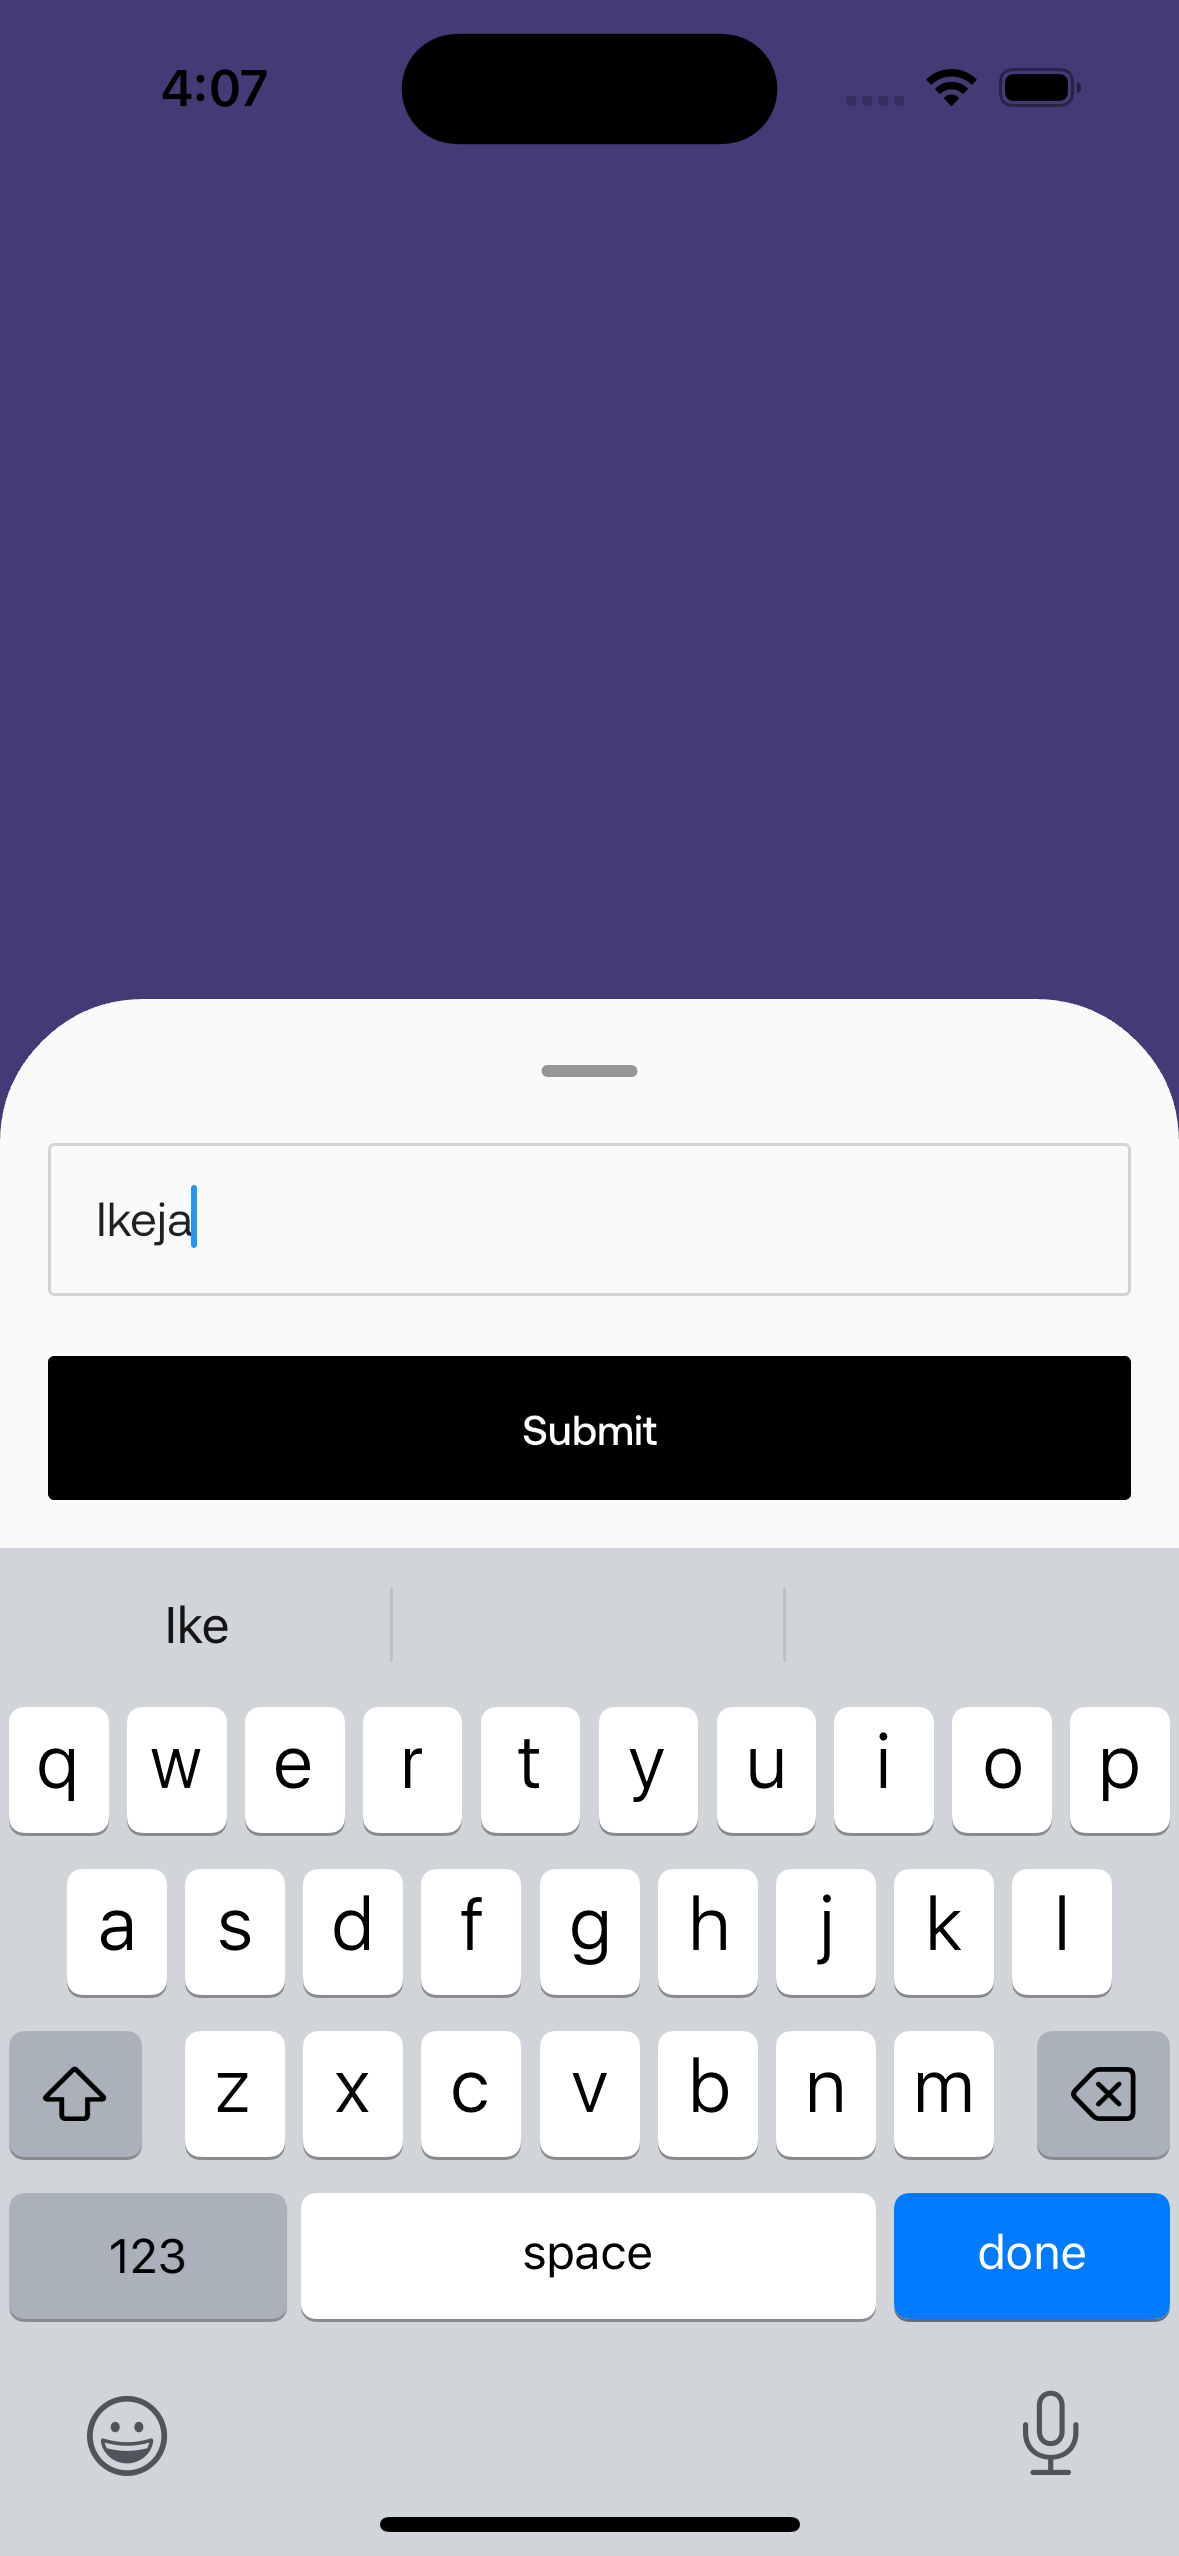 4:07
Ikeja
Submit
Ike
q w e r t y u i o p
a s d f g h j k l
z x c v b n m
123 space done